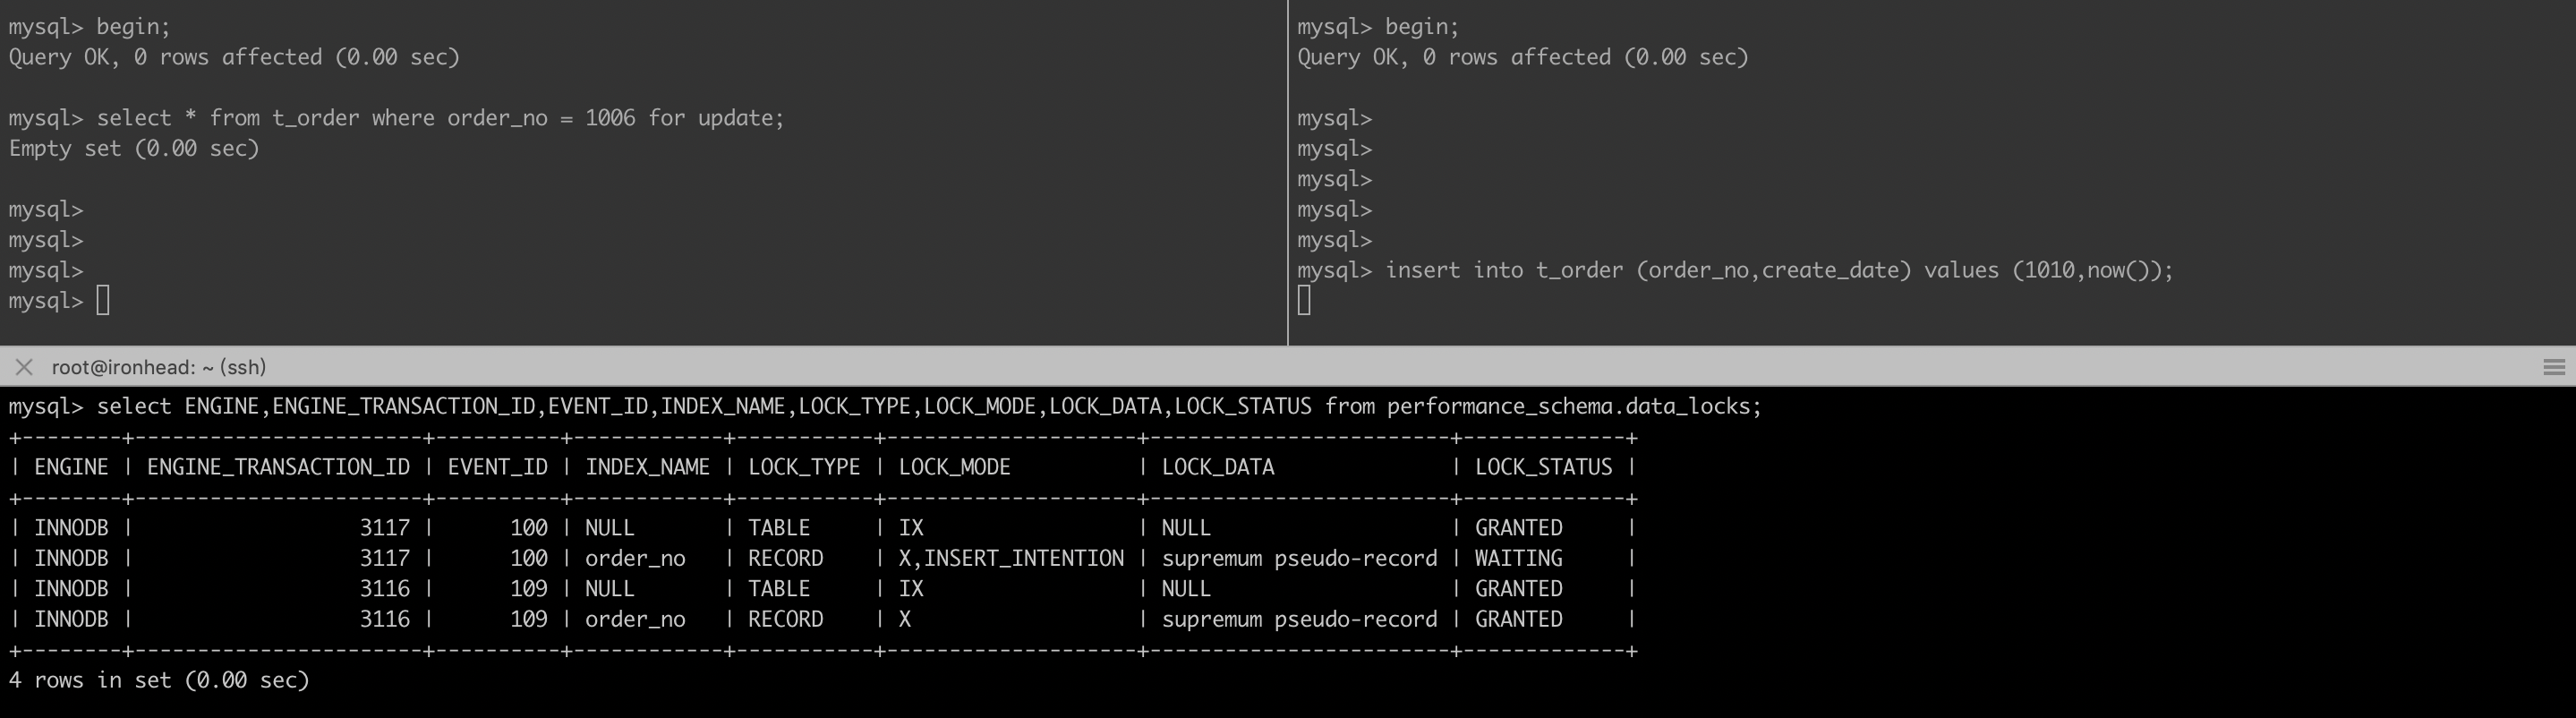 mysql> begin;
Query OK, 0 rows affected (0.00 sec)
mysql> select * from t_order where order_no = 1006 for update;
Empty set (0.00 sec)
mysql>
mysql>
mysql>
mysql>
mysql> begin;
Query OK, 0 rows affected (0.00 sec)
mysql>
mysql>
mysql>
mysql>
mysql>
mysql> insert into t_order (order_no,create_date) values (1010,now());
root@ironhead: ~ (ssh)
mysql> select ENGINE,ENGINE_TRANSACTION_ID,EVENT_ID,INDEX_NAME,LOCK_TYPE,LOCK_MODE,LOCK_DATA,LOCK_STATUS from performance_schema.data_locks;
+--------+-----------------------+----------+------------+-----------+--------------------+------------------------+-------------+
| ENGINE | ENGINE_TRANSACTION_ID | EVENT_ID | INDEX_NAME | LOCK_TYPE | LOCK_MODE          | LOCK_DATA              | LOCK_STATUS |
+--------+-----------------------+----------+------------+-----------+--------------------+------------------------+-------------+
| INNODB |                  3117 |      100 | NULL       | TABLE     | IX                 | NULL                   | GRANTED     |
| INNODB |                  3117 |      100 | order_no   | RECORD    | X,INSERT_INTENTION | supremum pseudo-record | WAITING     |
| INNODB |                  3116 |      109 | NULL       | TABLE     | IX                 | NULL                   | GRANTED     |
| INNODB |                  3116 |      109 | order_no   | RECORD    | X                  | supremum pseudo-record | GRANTED     |
+--------+-----------------------+----------+------------+-----------+--------------------+------------------------+-------------+
4 rows in set (0.00 sec)